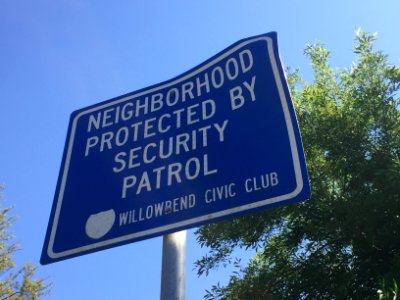 NEIGHBORHOOD
PROTECTED BY
SECURITY
PATROL
WILLOWBEND CIVIC CLUB